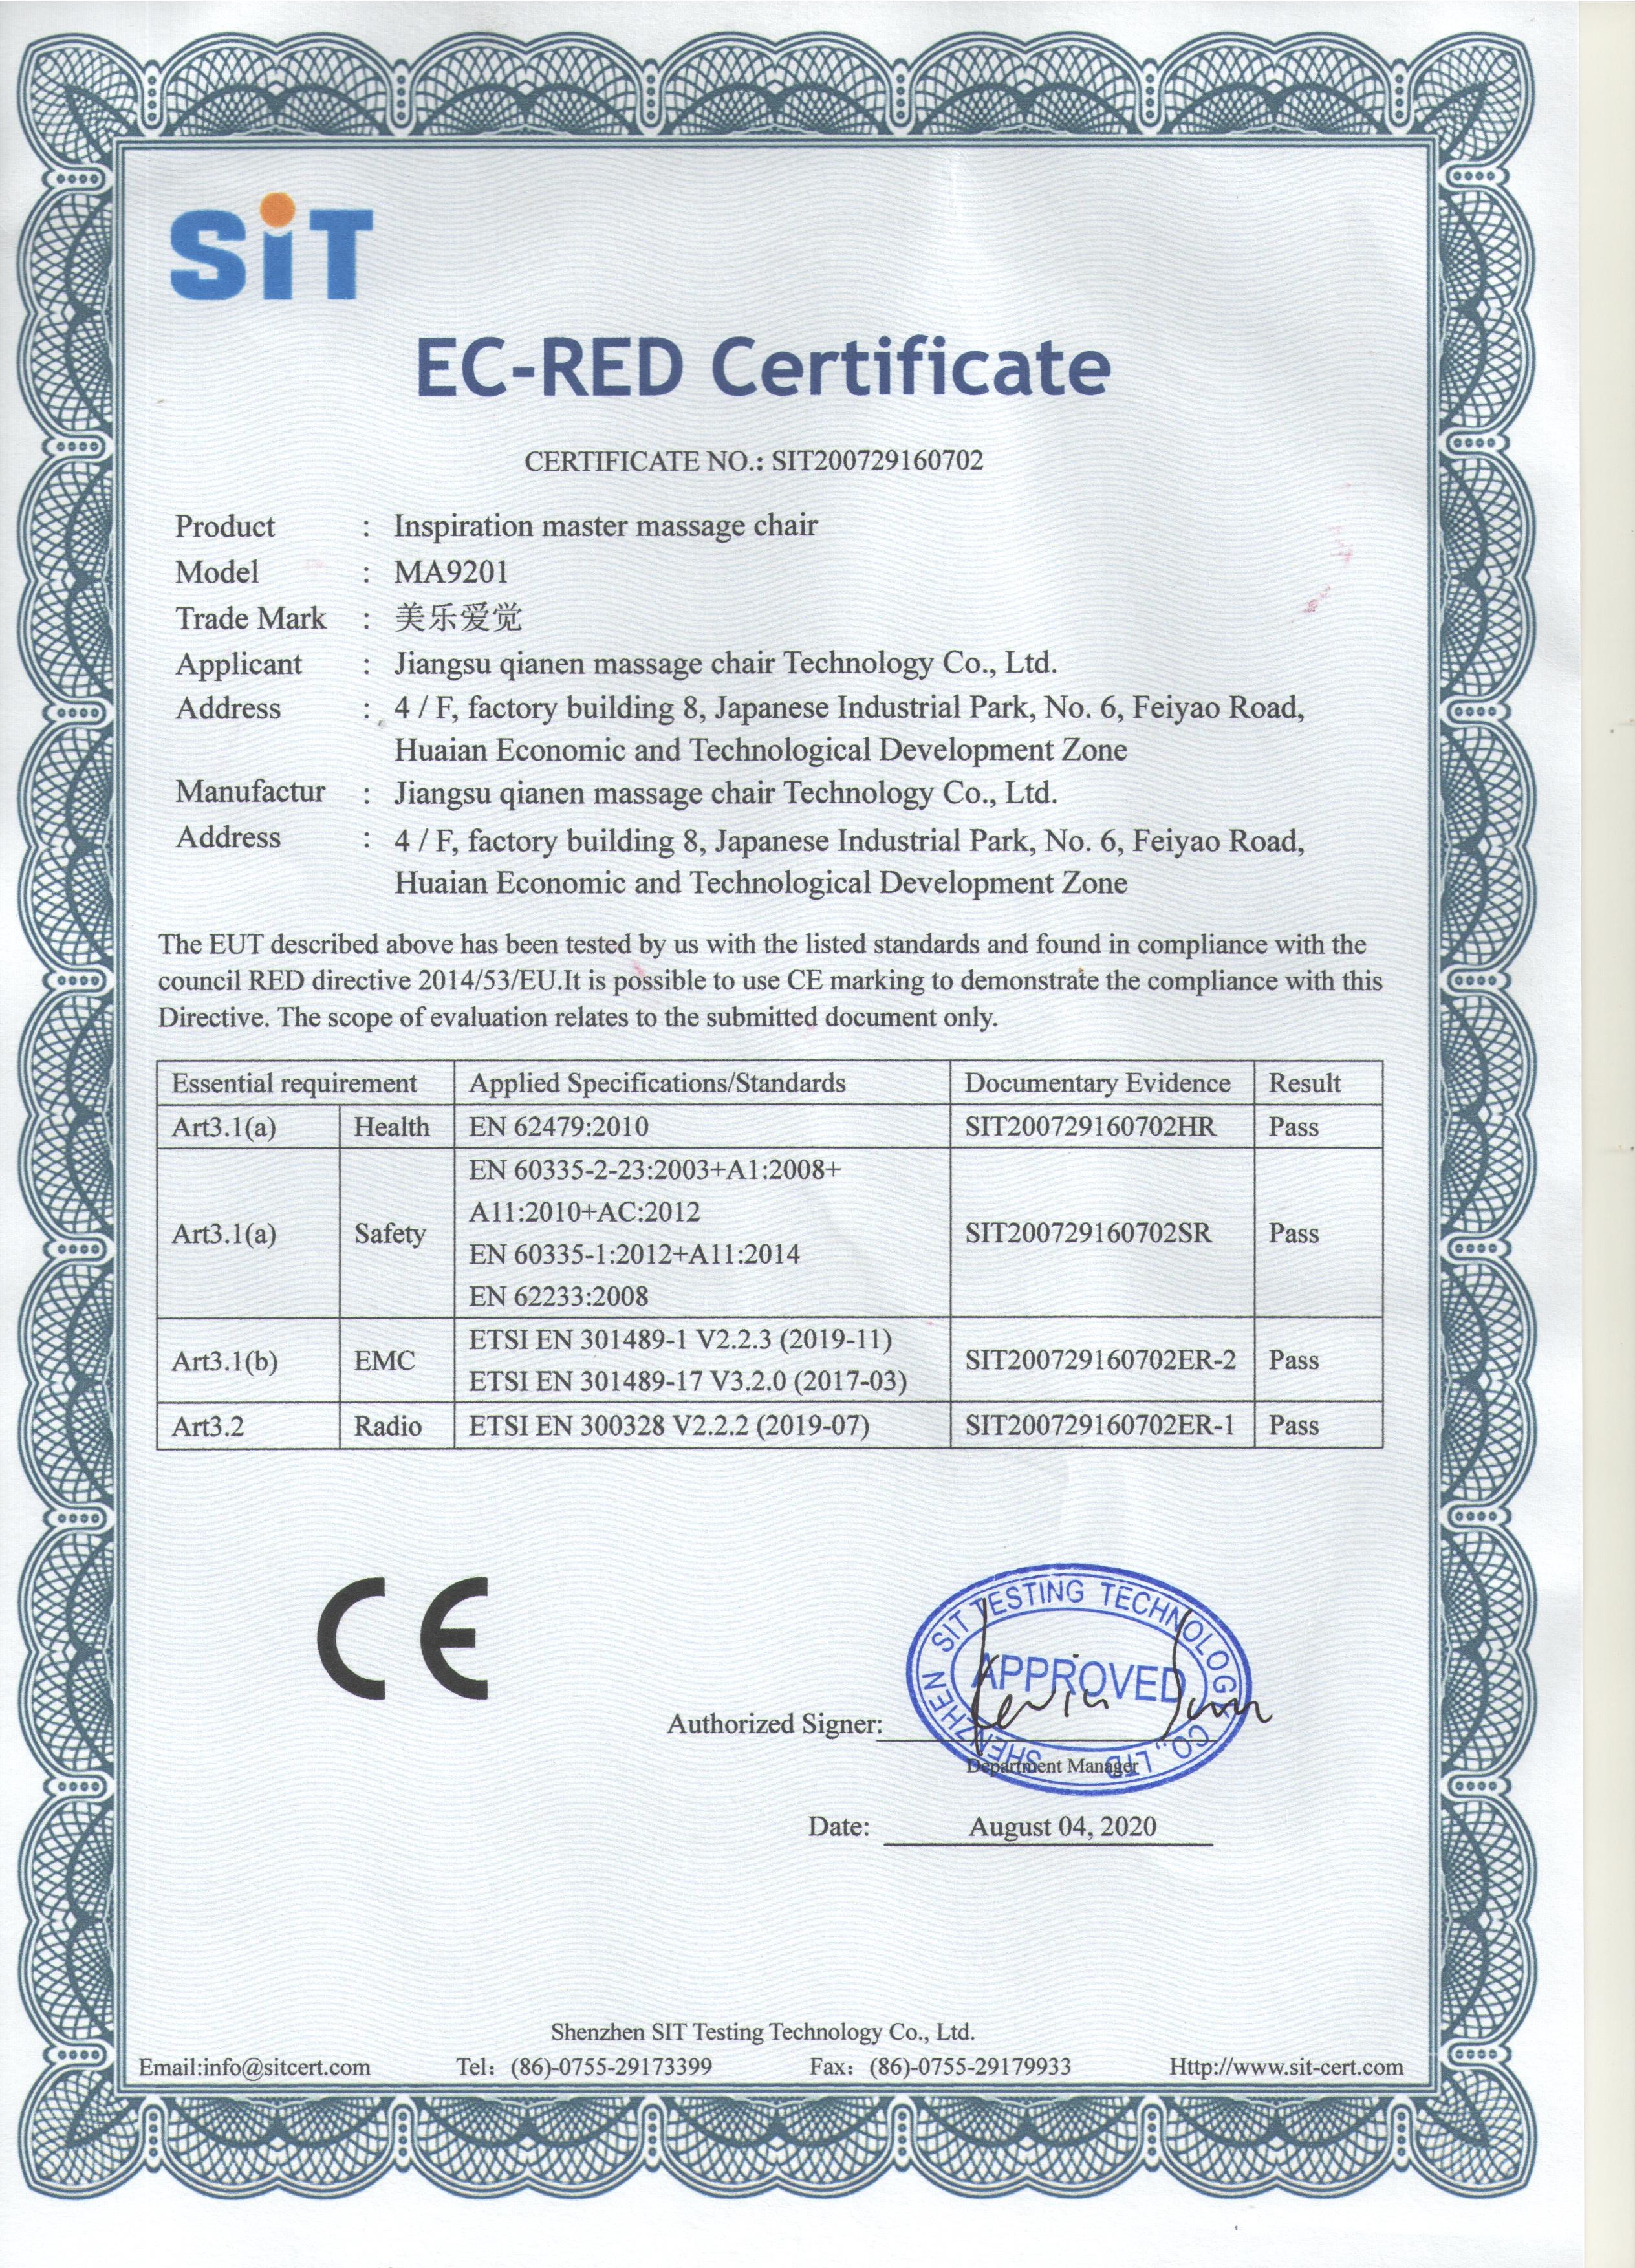 SiT
EC-RED Certificate
CERTIFICATE NO.: SIT200729160702
Product : Inspiration master massage chair
Model : MA9201
Trade Mark : 美乐爱觉
Applicant : Jiangsu qianen massage chair Technology Co., Ltd.
Address : 4 / F, factory building 8, Japanese Industrial Park, No. 6, Feiyao Road,
Huaian Economic and Technological Development Zone
Manufactur : Jiangsu qianen massage chair Technology Co., Ltd.
Address : 4 / F, factory building 8, Japanese Industrial Park, No. 6, Feiyao Road,
Huaian Economic and Technological Development Zone
The EUT described above has been tested by us with the listed standards and found in compliance with the
council RED directive 2014/53/EU.It is possible to use CE marking to demonstrate the compliance with this
Directive. The scope of evaluation relates to the submitted document only.
Essential requirement Applied Specifications/Standards Documentary Evidence Result
Art3.1(a) Health EN 62479:2010 SIT200729160702HR Pass
EN 60335-2-23:2003+A1:2008+
A11:2010+AC:2012
Art3.1(a) Safety SIT200729160702SR Pass
EN 60335-1:2012+A11:2014
EN 62233:2008
ETSI EN 301489-1 V2.2.3 (2019-11)
Art3.1(b) EMC SIT200729160702ER-2 Pass
ETSI EN 301489-17 V3.2.0 (2017-03)
Art3.2 Radio ETSI EN 300328 V2.2.2 (2019-07) SIT200729160702ER-1 Pass
CE
SHENZHEN SIT TESTING TECHNOLOGY CO., LTD
APPROVED
Authorized Signer:
Department Manager
Date: August 04, 2020
Shenzhen SIT Testing Technology Co., Ltd.
Email:info@sitcert.com Tel: (86)-0755-29173399 Fax: (86)-0755-29179933 Http://www.sit-cert.com